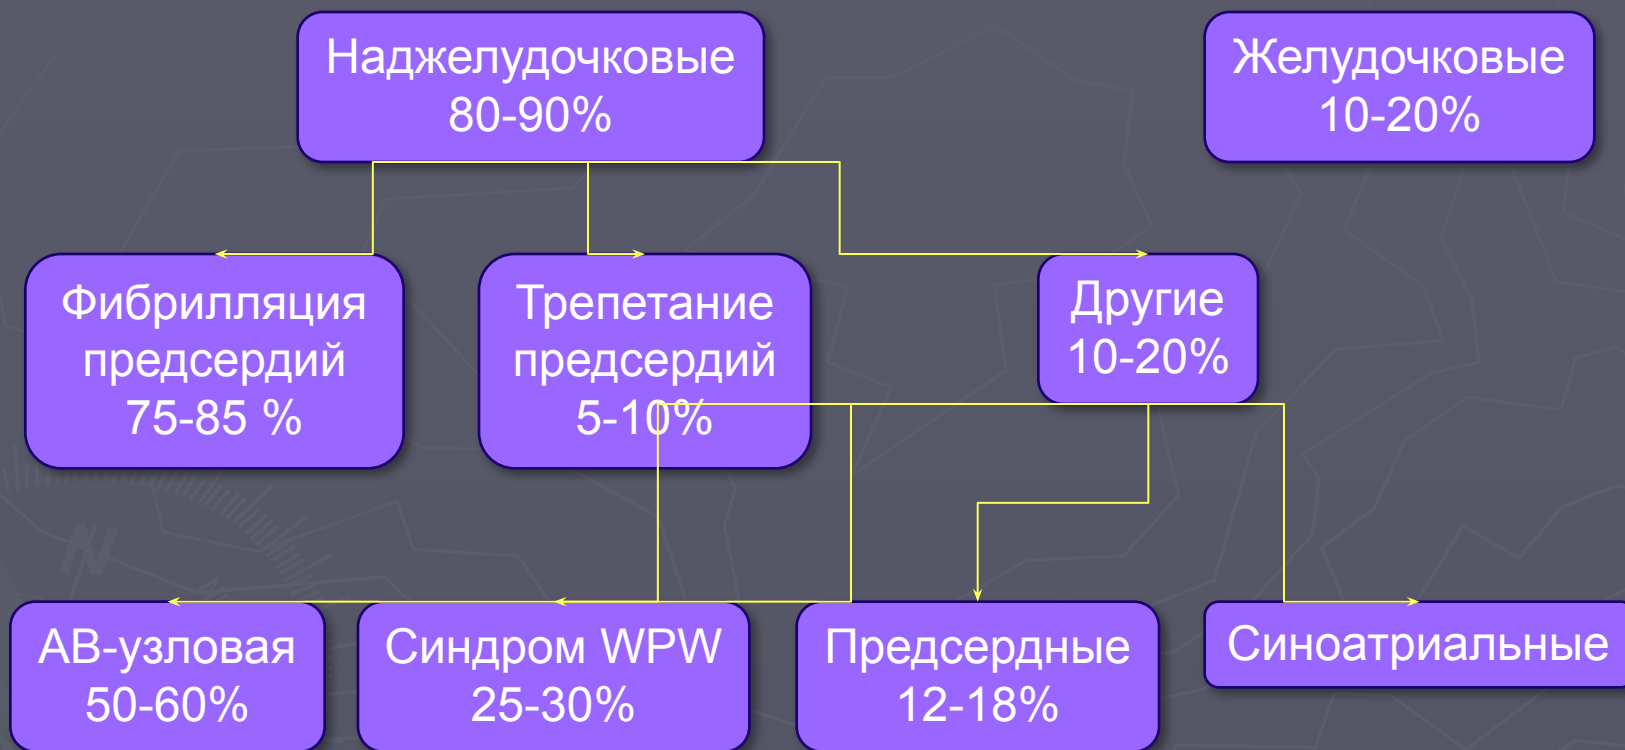 Наджелудочковые
80-90%
Желудочковые
10-20%
Фибрилляция
предсердий
75-85 %
Трепетание
предсердий
5-10%
Другие
10-20%
N
АВ-узловая
50-60%
Синдром WPW
25-30%
Предсердные
12-18%
Синоатриальные